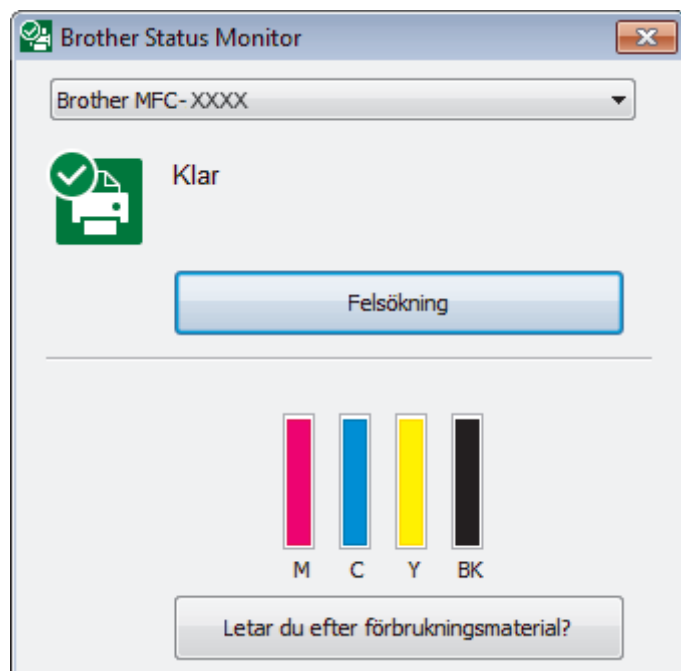 Brother Status Monitor
Brother MFC- XXXX
Klar
Felsökning
M C Y BK
Letar du efter förbrukningsmaterial?